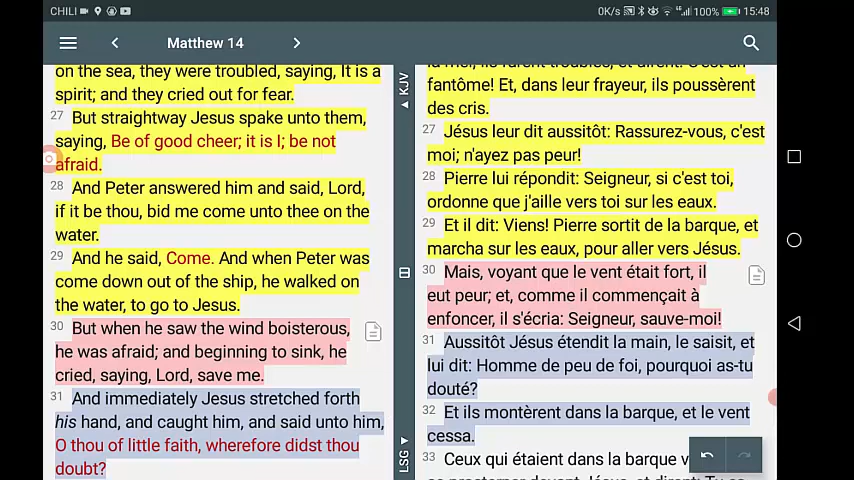 CHILI
0K/s 100% 15:48
Matthew 14
on the sea, they were troubled, saying, It is a
spirit; and they cried out for fear.
27 But straightway Jesus spake unto them,
saying, Be of good cheer; it is I; be not
afraid.
28 And Peter answered him and said, Lord,
if it be thou, bid me come unto thee on the
water.
29 And he said, Come. And when Peter was
come down out of the ship, he walked on
the water, to go to Jesus.
30 But when he saw the wind boisterous,
he was afraid; and beginning to sink, he
cried, saying, Lord, save me.
31 And immediately Jesus stretched forth
his hand, and caught him, and said unto him,
O thou of little faith, wherefore didst thou
doubt?
KJV
LSG
fantôme! Et, dans leur frayeur, ils poussèrent
des cris.
27 Jésus leur dit aussitôt: Rassurez-vous, c'est
moi; n'ayez pas peur!
28 Pierre lui répondit: Seigneur, si c'est toi,
ordonne que j'aille vers toi sur les eaux.
29 Et il dit: Viens! Pierre sortit de la barque, et
marcha sur les eaux, pour aller vers Jésus.
30 Mais, voyant que le vent était fort, il
eut peur; et, comme il commençait à
enfoncer, il s'écria: Seigneur, sauve-moi!
31 Aussitôt Jésus étendit la main, le saisit, et
lui dit: Homme de peu de foi, pourquoi as-tu
douté?
32 Et ils montèrent dans la barque, et le vent
cessa.
33 Ceux qui étaient dans la barque v